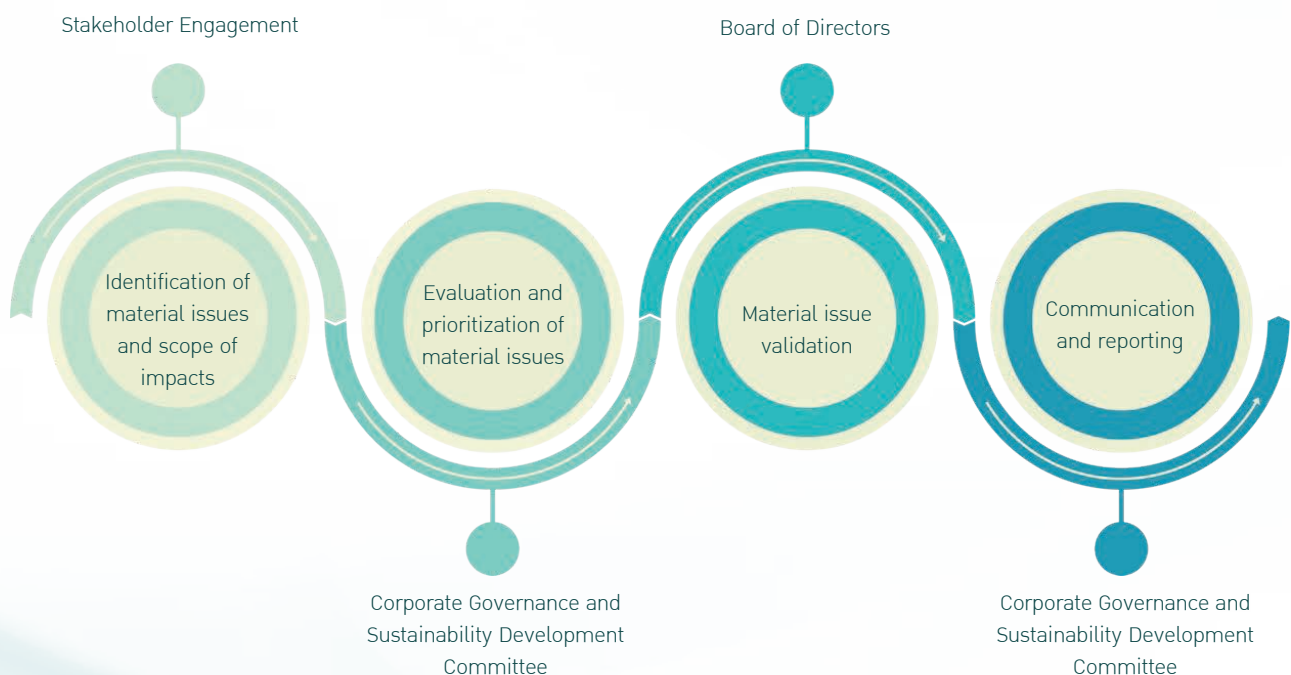 Stakeholder Engagement
Board of Directors
Identification of
material issues
and scope of
impacts
Evaluation and
prioritization of
material issues
Material issue
validation
Communication
and reporting
Corporate Governance and
Sustainability Development
Committee
Corporate Governance and
Sustainability Development
Committee